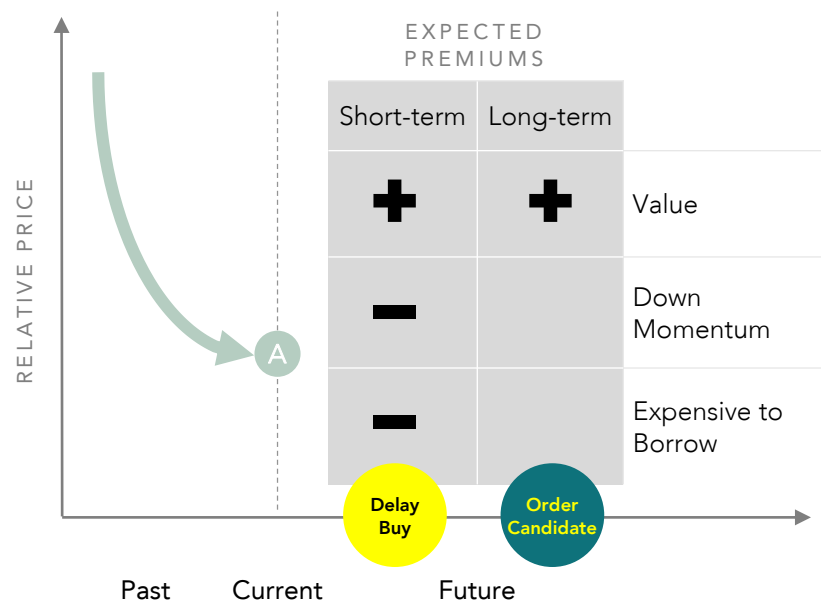 EXPECTED
PREMIUMS
Short-term Long-term
Value
Down
Momentum
Expensive to
Borrow
RELATIVE PRICE
A
Delay
Buy
Order
Candidate
Past Current Future